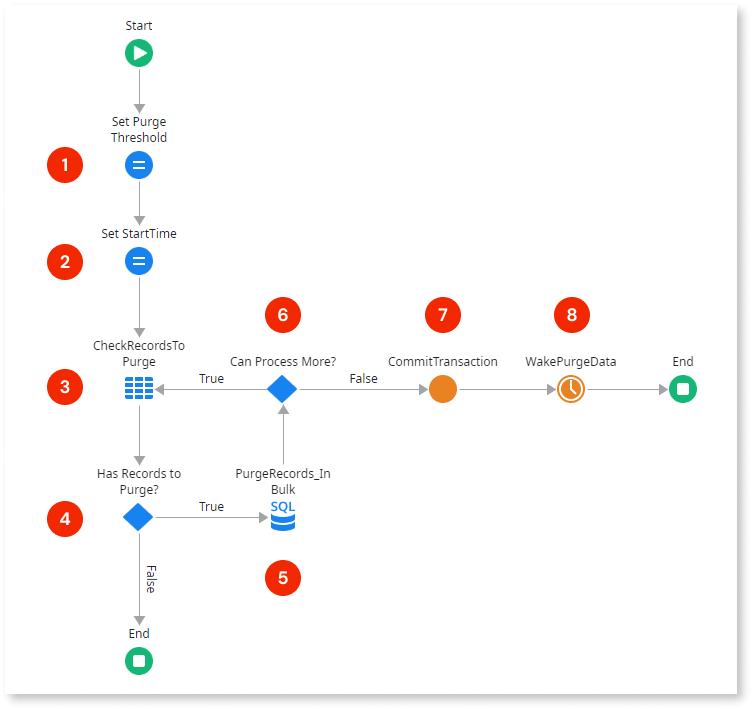 Start
Set Purge
Threshold
1
Set StartTime
2
6
7
8
CheckRecordsTo
Purge
Can Process More?
CommitTransaction
WakePurgeData
End
3
True
False
Has Records to
Purge?
PurgeRecords_In
Bulk
4
True
SQL
5
False
End